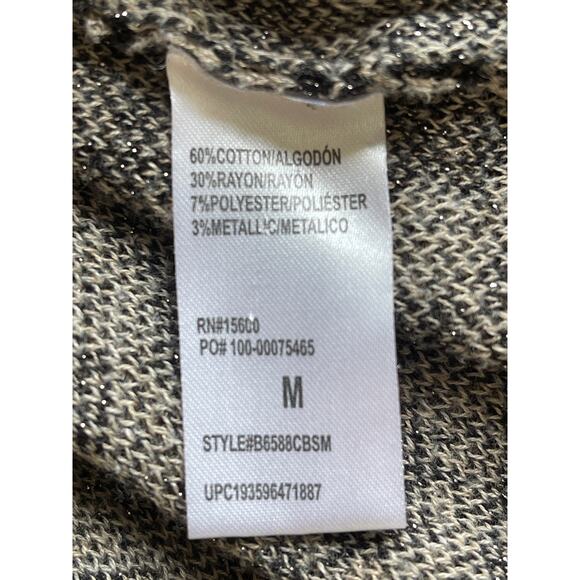 60%COTTON/ALGODÓN
30%RAYON/RAYÓN
7%POLYESTER/POLIÉSTER
3%METALLIC/METALICO
RN#15600
PO# 100-00075465
M
STYLE#B6588CBSM
UPC193596471887